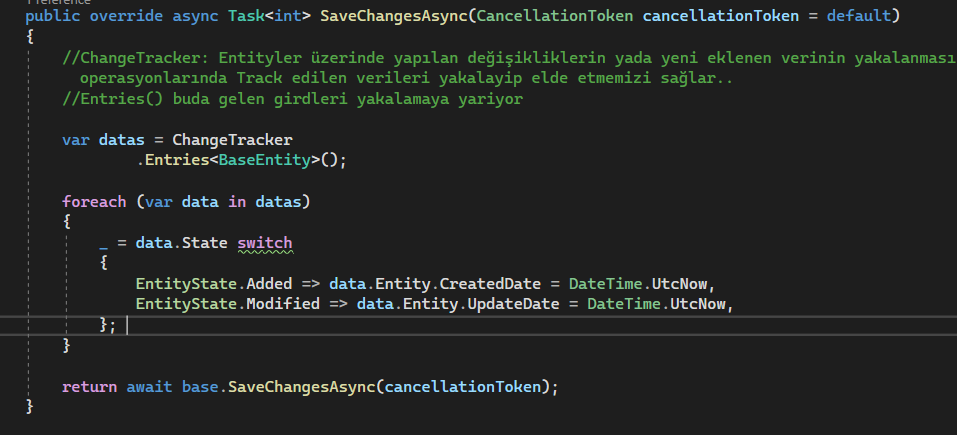 public override async Task<int> SaveChangesAsync(CancellationToken cancellationToken = default)
{
//ChangeTracker: Entityler üzerinde yapılan değişikliklerin yada yeni eklenen verinin yakalanması
operasyonlarında Track edilen verileri yakalayip elde etmemizi sağlar..
//Entries() buda gelen girdleri yakalamaya yariyor
var datas = ChangeTracker
.Entries<BaseEntity>();
foreach (var data in datas)
{
_ = data.State switch
{
EntityState.Added => data.Entity.CreatedDate = DateTime.UtcNow,
EntityState.Modified => data.Entity.UpdateDate = DateTime.UtcNow,
};
}
return await base.SaveChangesAsync(cancellationToken);
}